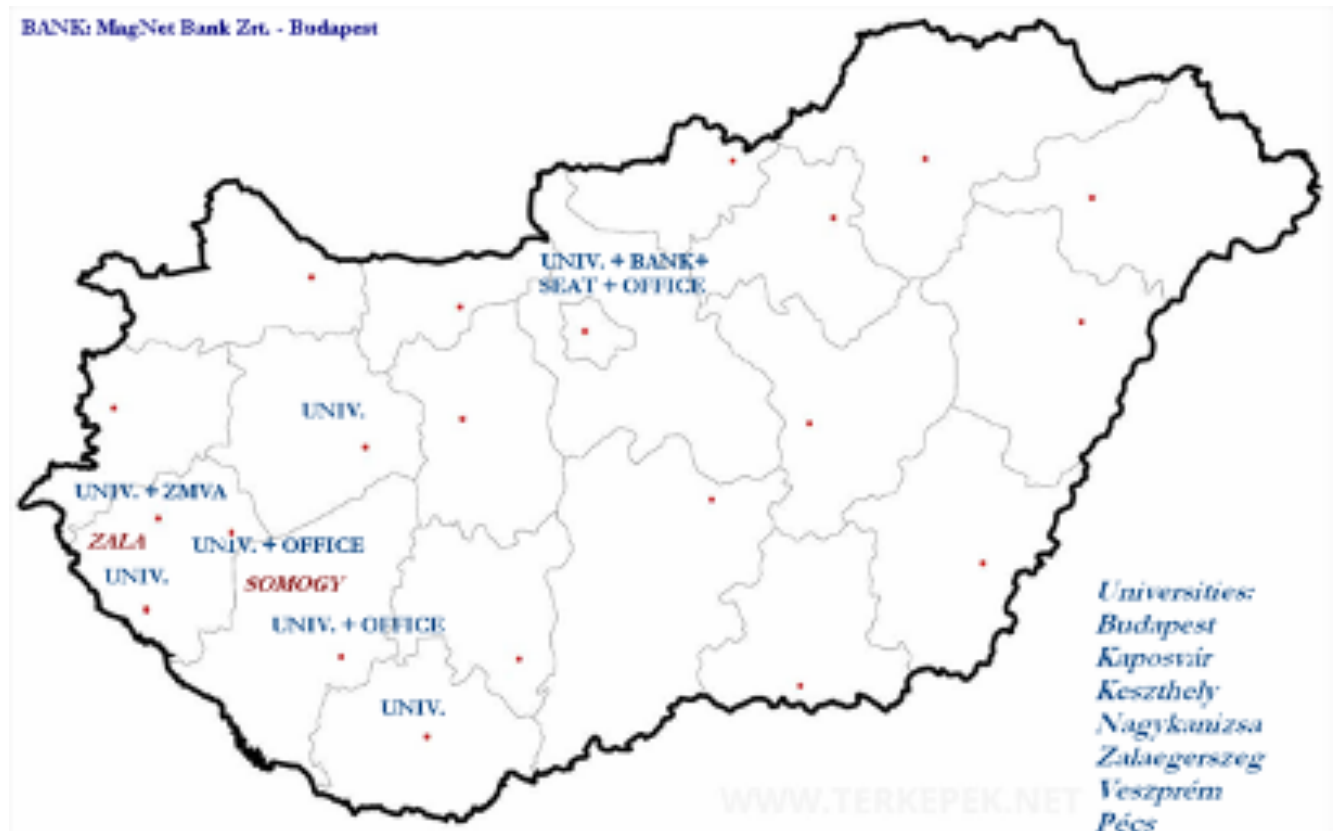 BANK: MagNet Bank Zrt. - Budapest
UNIV. + BANK+
SEAT + OFFICE
UNIV.
UNIV. + ZMVA
ZALA
UNIV. + OFFICE
UNIV.
SOMOGY
UNIV. + OFFICE
UNIV.
Universities:
Budapest
Kaposvár
Keszthely
Nagykanizsa
Zalaegerszeg
Veszprém
Pécs
WWW.TERKEPEK.NET